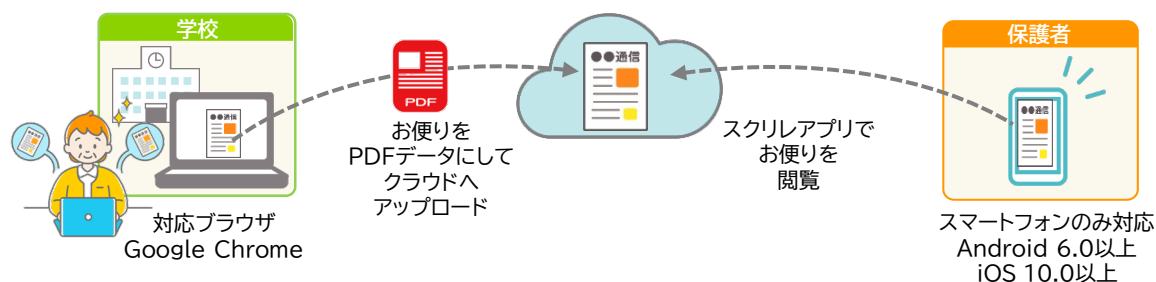 学校
●●通信
対応ブラウザ
Google Chrome
PDF
お便りを
PDFデータにして
クラウドへ
アップロード
●●通信
スクリレアプリで
お便りを
閲覧
保護者
●●通信
スマートフォンのみ対応
Android 6.0以上
iOS 10.0以上